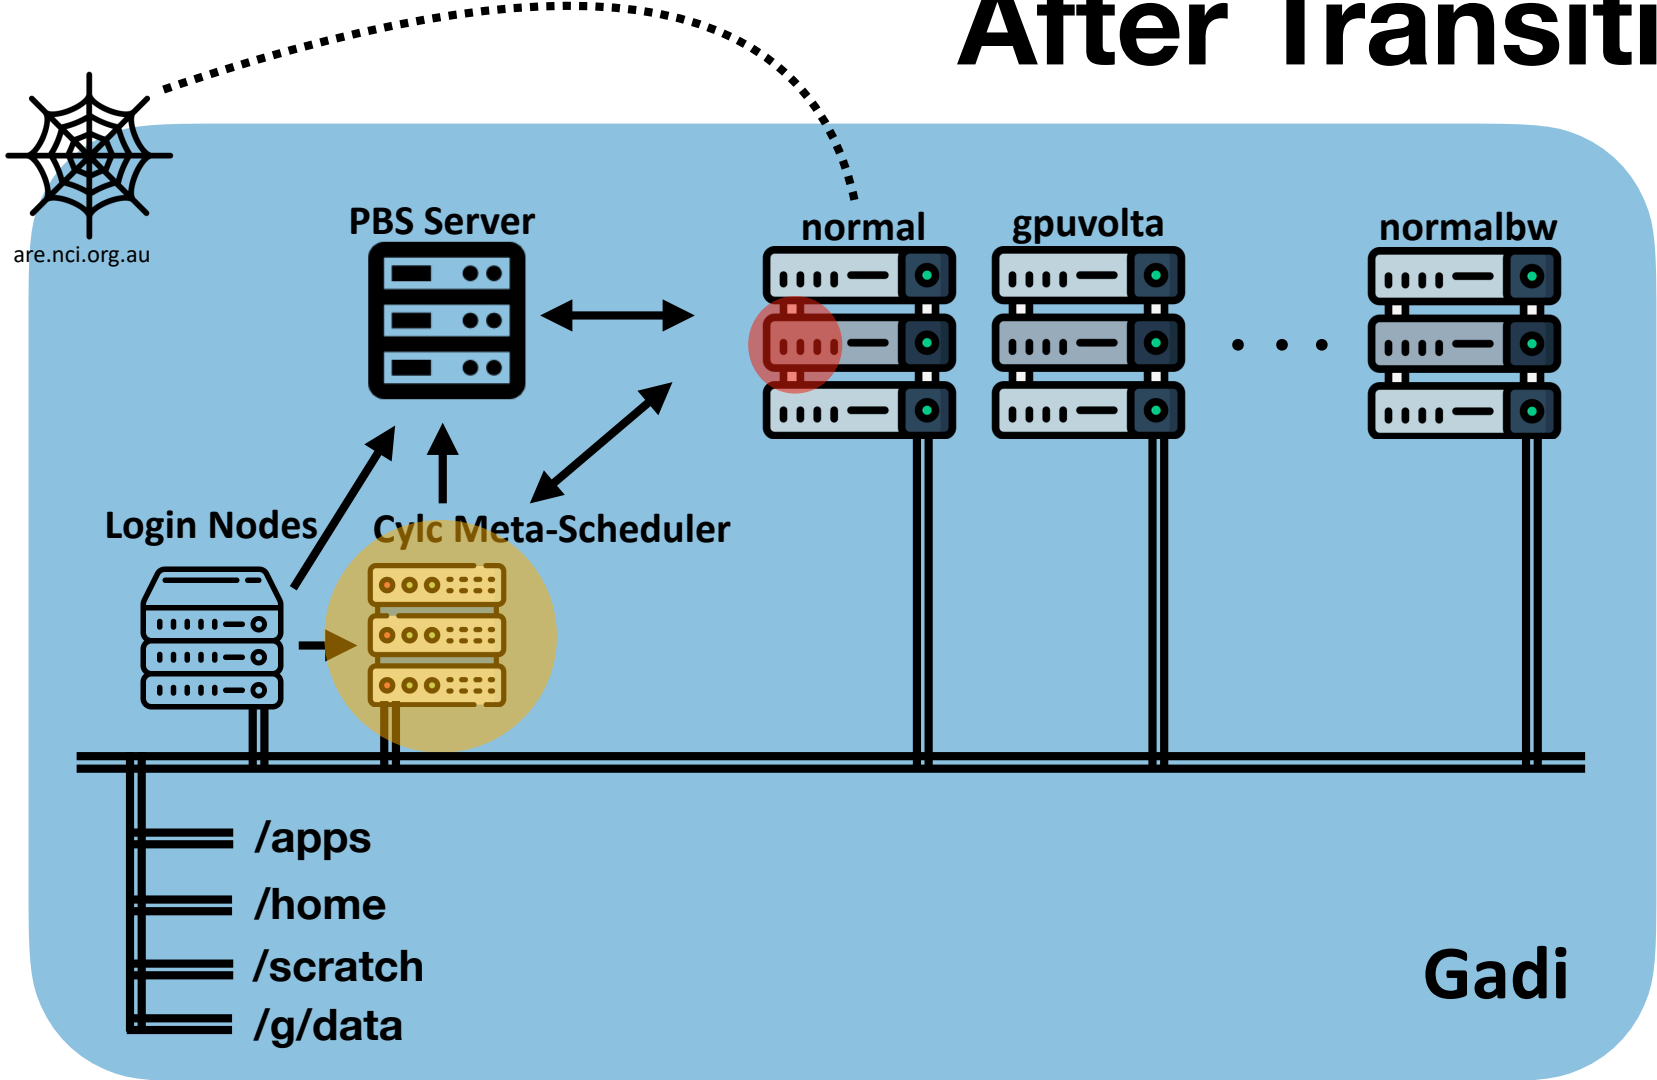 After Transiti
are.nci.org.au
PBS Server
normal
gpuvolta
normalbw
Login Nodes
Cylc Meta-Scheduler
/apps
/home
/scratch
/g/data
Gadi